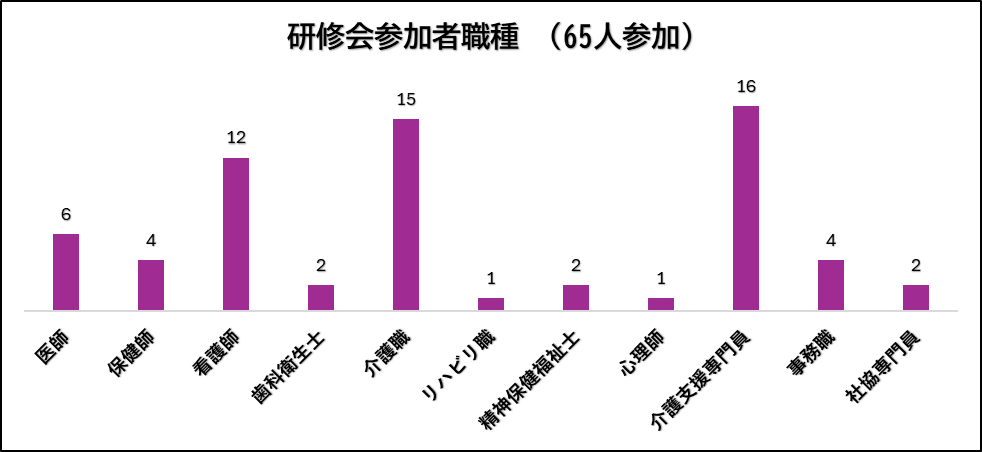 研修会参加者職種 （65人参加）
6
4
12
2
15
1
2
1
16
4
2
医師
保健師
看護師
歯科衛生士
介護職
リハビリ職
精神保健福祉士
心理師
介護支援専門員
事務職
社協専門員